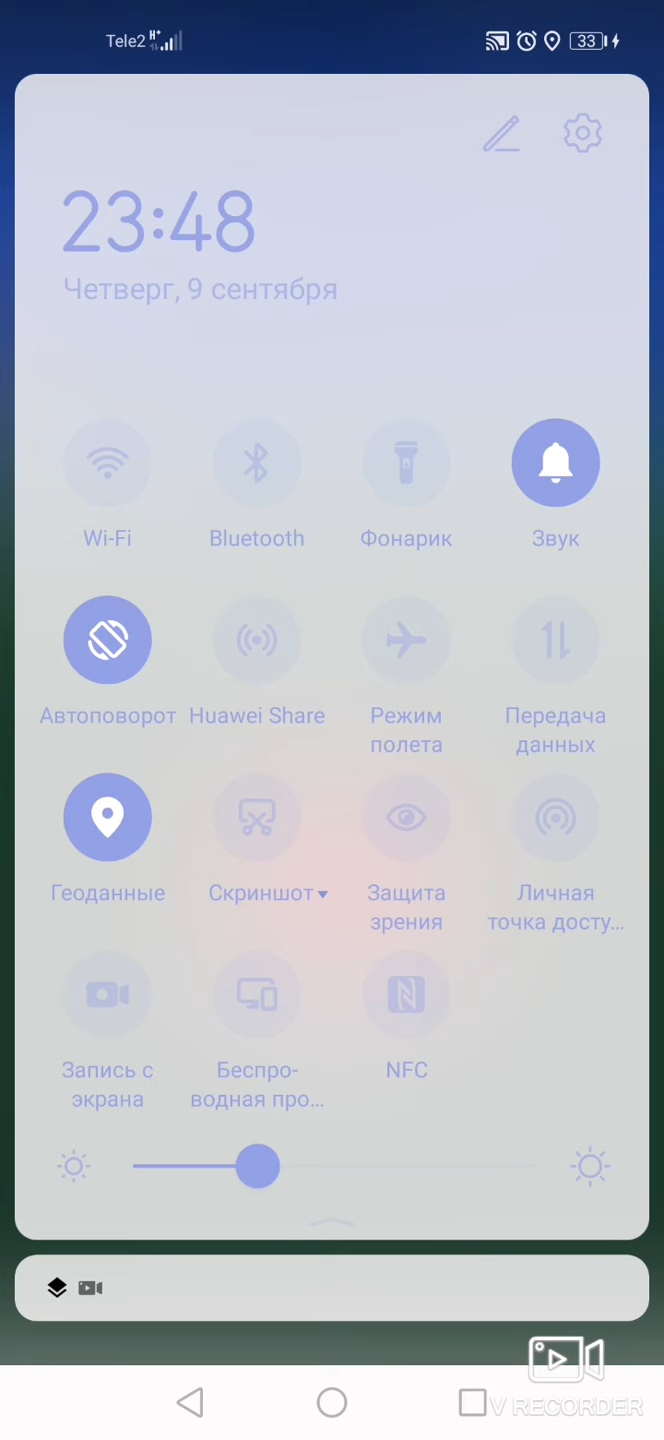 Tele2 H+ 33
23:48
Четверг, 9 сентября
Wi-Fi Bluetooth Фонарик Звук
Автоповорот Huawei Share Режим полета Передача данных
Геоданные Скриншот Защита зрения Личная точка досту...
Запись с экрана Беспро-
водная про... NFC
V RECORDER